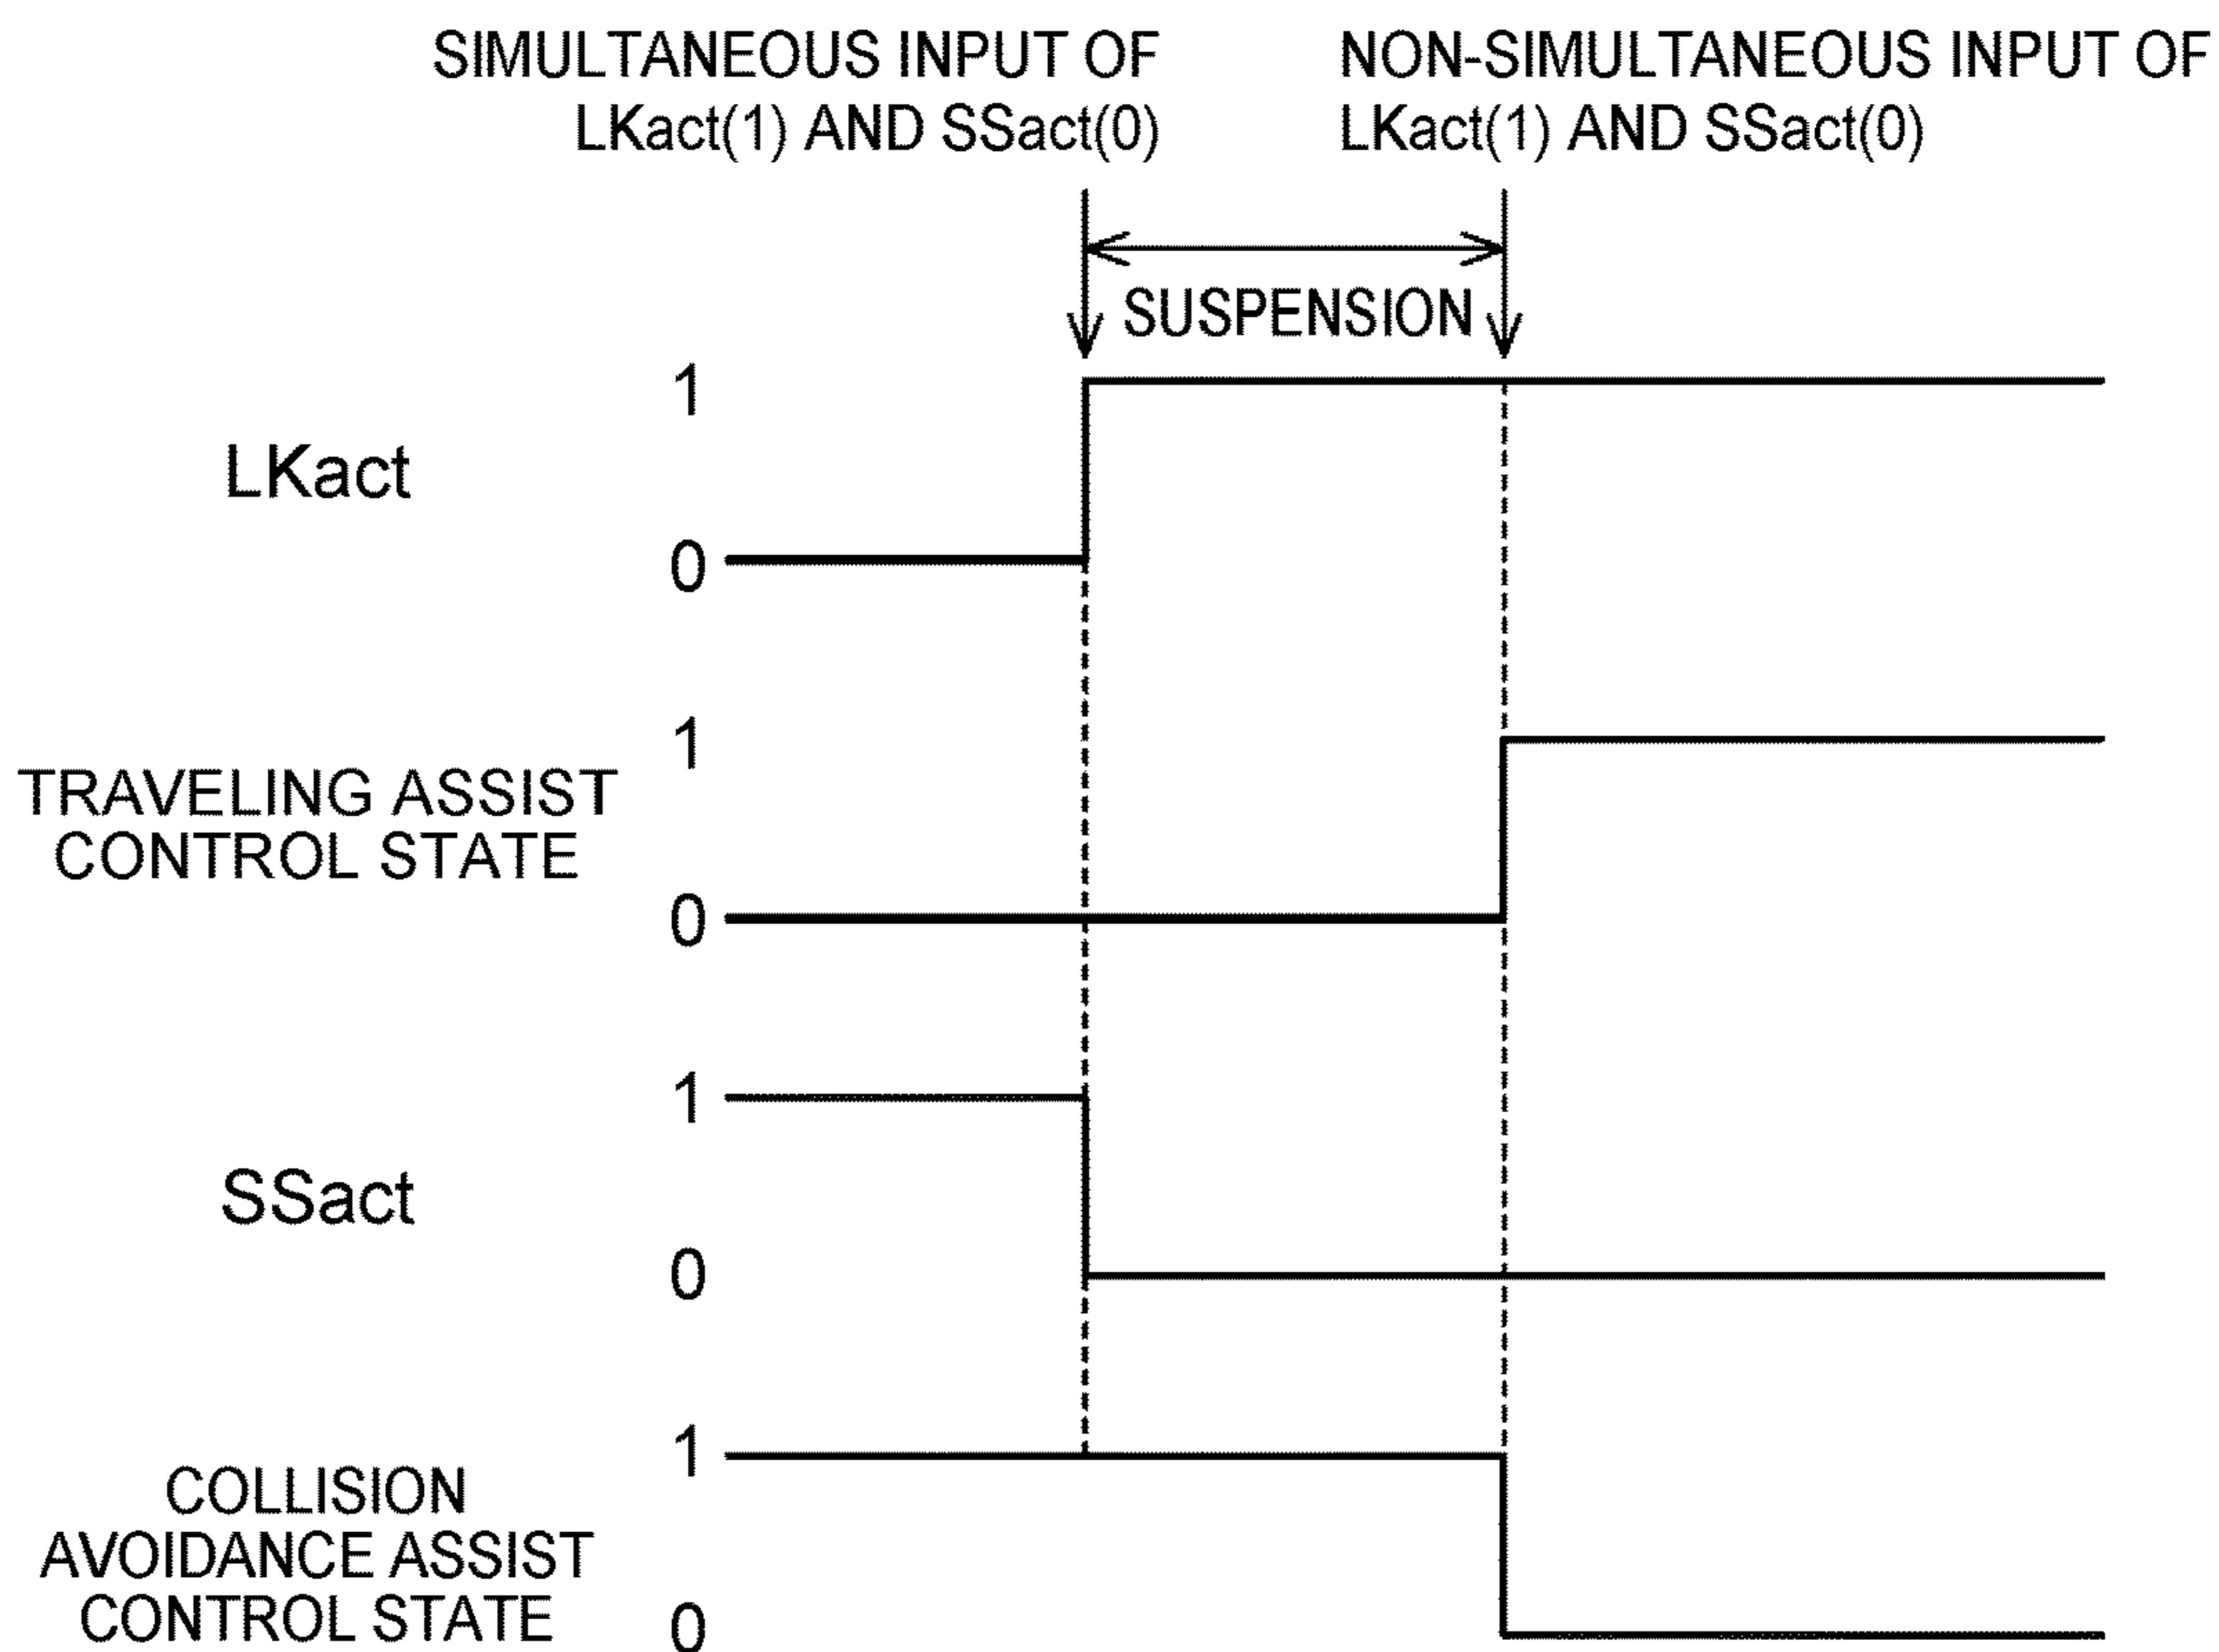 SIMULTANEOUS INPUT OF
LKact(1) AND SSact(0)
NON-SIMULTANEOUS INPUT OF
LKact(1) AND SSact(0)
SUSPENSION
1
LKact
0
1
TRAVELING ASSIST
CONTROL STATE
0
1
SSact
0
1
COLLISION
AVOIDANCE ASSIST
CONTROL STATE
0